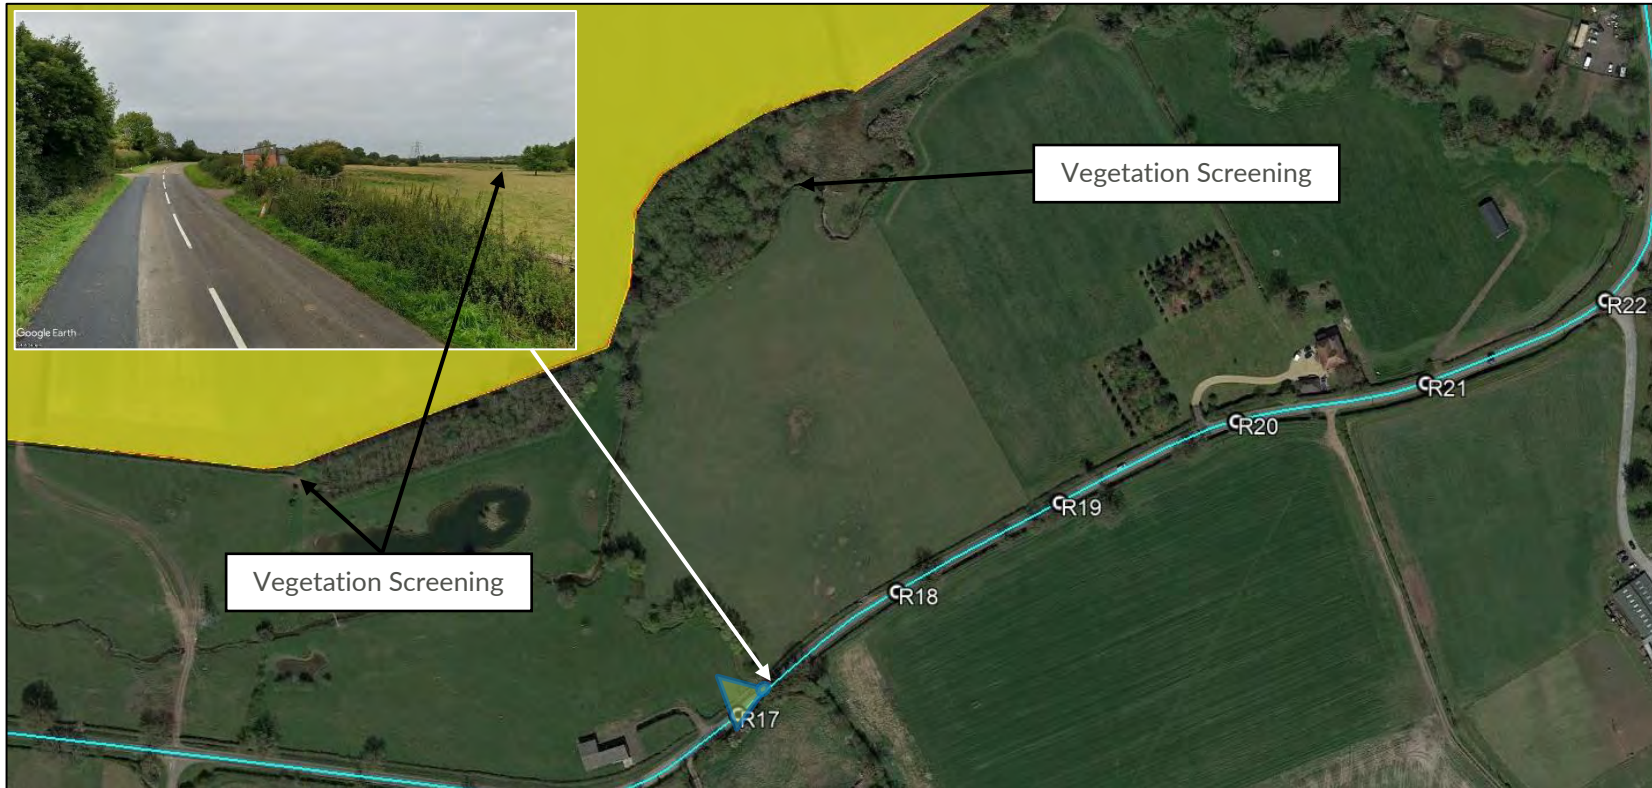 Google Earth
Vegetation Screening
Vegetation Screening
R22
R21
R20
R19
R18
R17